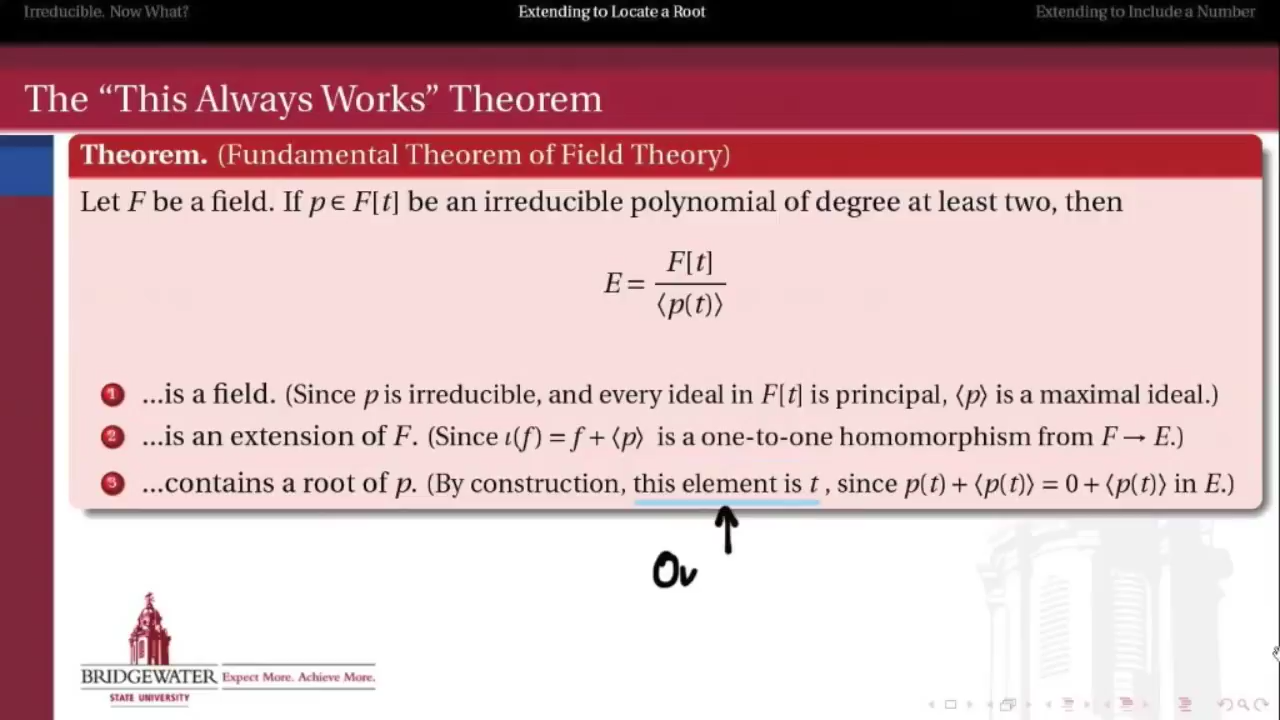 Irreducible. Now What? Extending to Locate a Root Extending to Include a Number
The “This Always Works” Theorem
Theorem. (Fundamental Theorem of Field Theory)
Let F be a field. If p ∈ F[t] be an irreducible polynomial of degree at least two, then
E = F[t] / ⟨p(t)⟩
1 ...is a field. (Since p is irreducible, and every ideal in F[t] is principal, ⟨p⟩ is a maximal ideal.)
2 ...is an extension of F. (Since ι(f) = f + ⟨p⟩ is a one-to-one homomorphism from F → E.)
3 ...contains a root of p. (By construction, this element is t , since p(t) + ⟨p(t)⟩ = 0 + ⟨p(t)⟩ in E.)
Ou
BRIDGEWATER
STATE UNIVERSITY
Expect More. Achieve More.